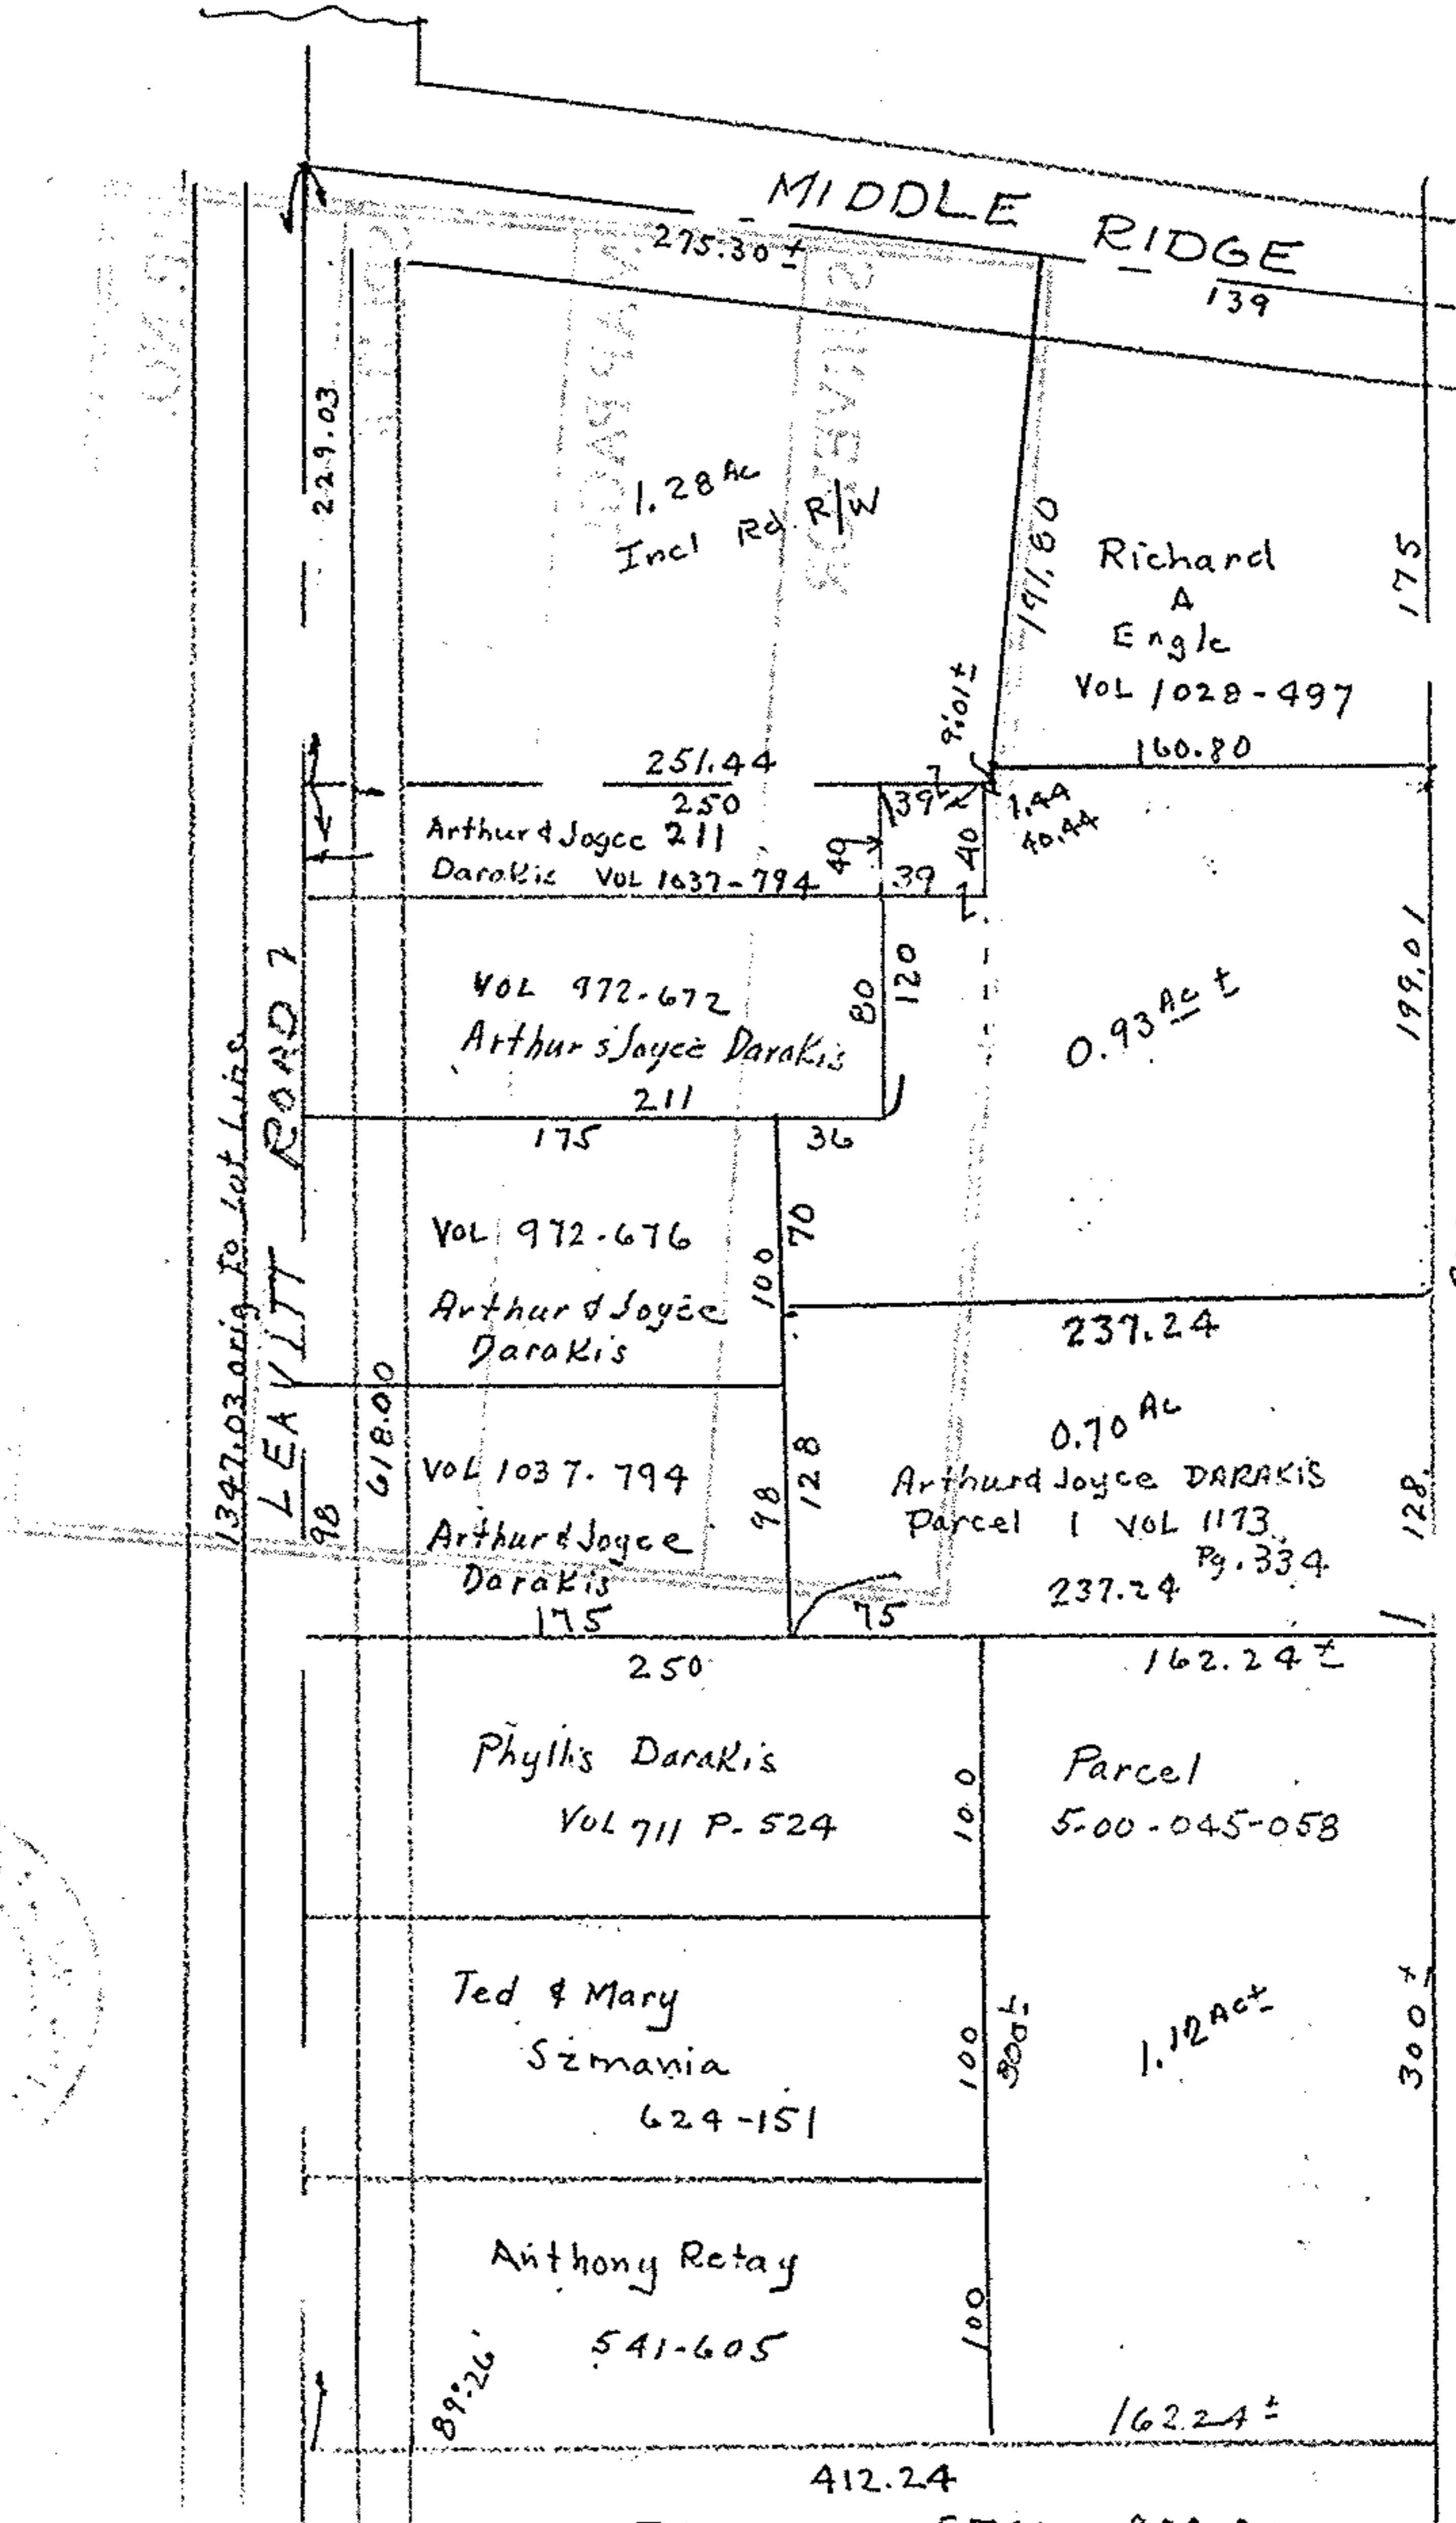 MIDDLE RIDGE
275.30 ±
139
229.03
1.28 Ac
Incl Rd. R/W
191.80
Richard
A
Engle
VOL 1028-497
175
160.80
251.44
250
139
1.44
40.44
Arthur & Joyce 211
Darakis VOL 1037-794
40
39
40
VOL 972-672
Arthur & Joyce Darakis
80
120
211
0.93 Ac ±
199.01
175
36
VOL 972-676
Arthur & Joyce
Darakis
100
70
237.24
1347.03 orig To Lot Line
LEAVITT ROAD
618.00
98
VOL 1037-794
Arthur & Joyce
Darakis
175
98
128
0.70 Ac
Arthur & Joyce DARAKIS
Parcel 1 VOL 1173
Pg. 334
237.24
128.
75
250
162.24 ±
Phyllis Darakis
VOL 711 P-524
100
Parcel
5-00-045-058
Ted & Mary
Szmania
624-151
100
300±
1.12 Ac±
300 ±
Anthony Retay
541-605
100
89°26'
162.24 ±
412.24